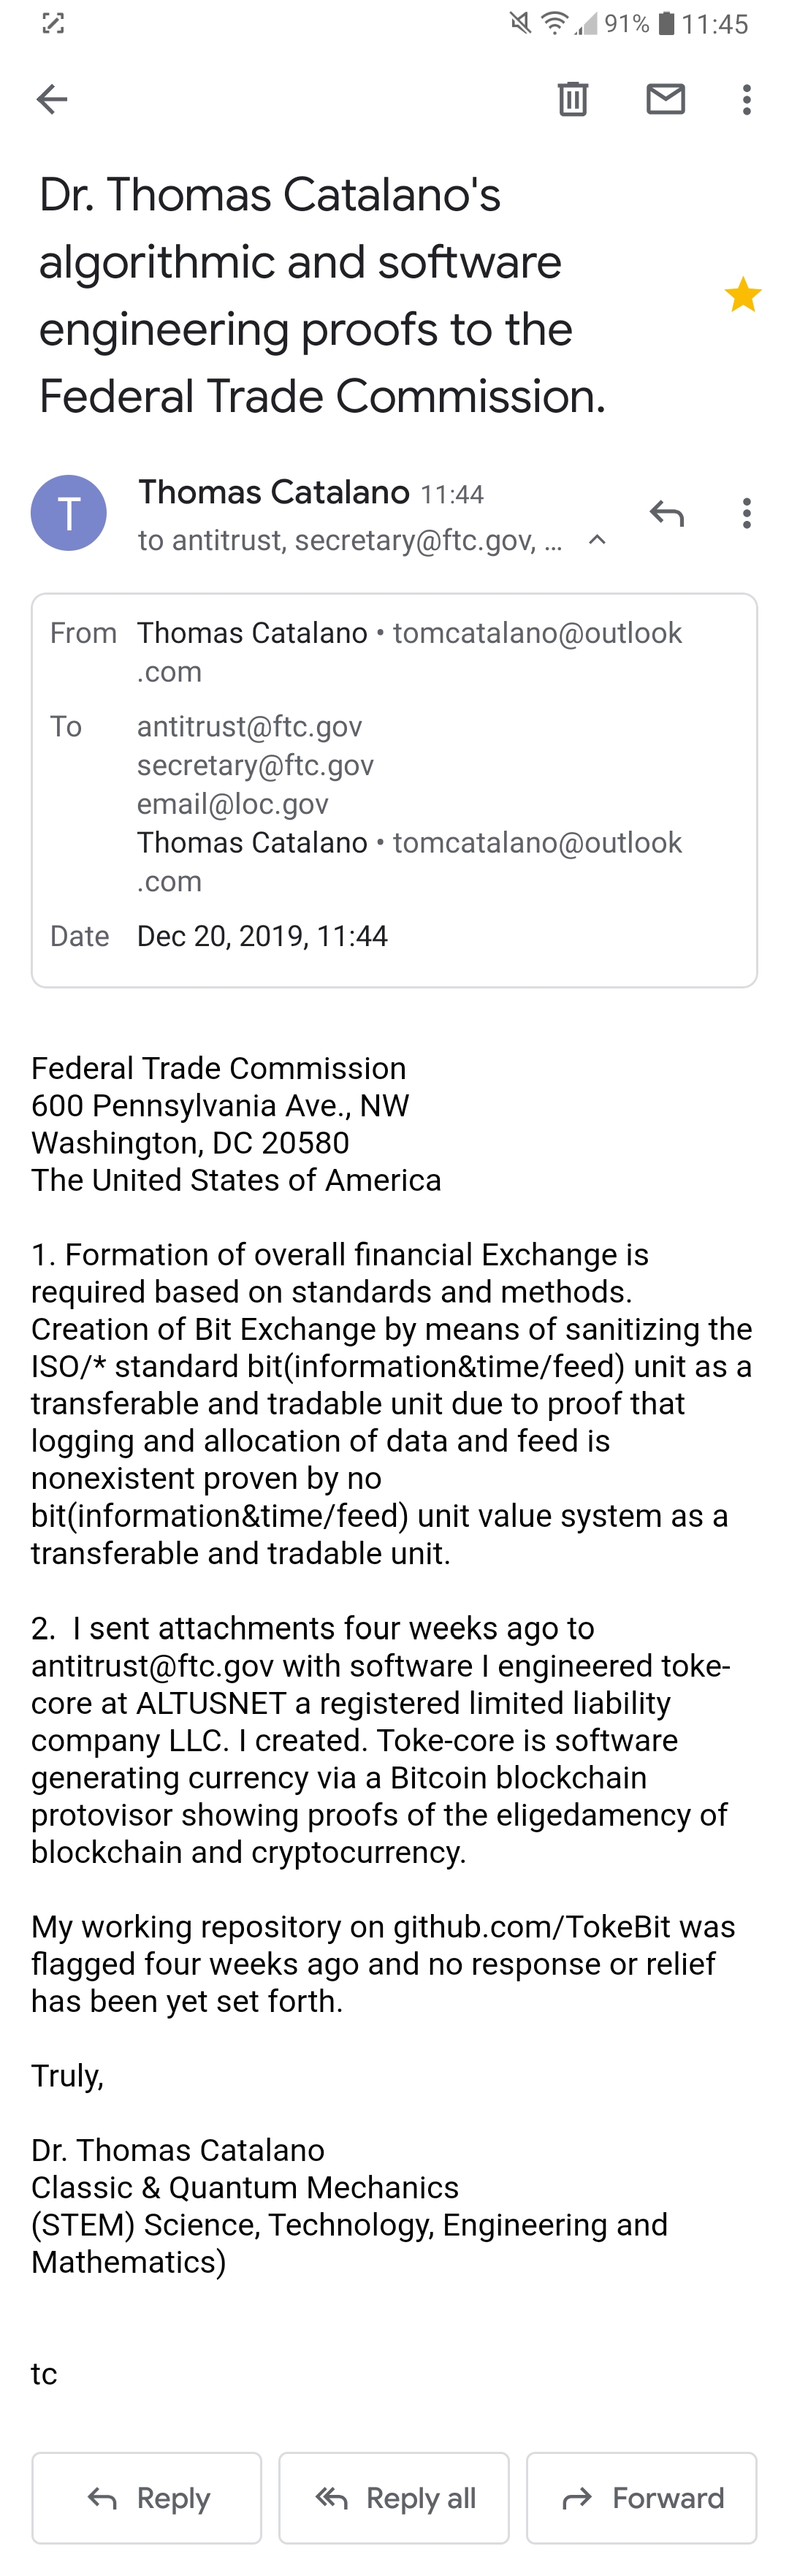 91% 11:45
Dr. Thomas Catalano's
algorithmic and software
engineering proofs to the
Federal Trade Commission.
T
Thomas Catalano 11:44
to antitrust, secretary@ftc.gov, ...
From Thomas Catalano • tomcatalano@outlook
.com
To antitrust@ftc.gov
secretary@ftc.gov
email@loc.gov
Thomas Catalano • tomcatalano@outlook
.com
Date Dec 20, 2019, 11:44
Federal Trade Commission
600 Pennsylvania Ave., NW
Washington, DC 20580
The United States of America
1. Formation of overall financial Exchange is
required based on standards and methods.
Creation of Bit Exchange by means of sanitizing the
ISO/* standard bit(information&time/feed) unit as a
transferable and tradable unit due to proof that
logging and allocation of data and feed is
nonexistent proven by no
bit(information&time/feed) unit value system as a
transferable and tradable unit.
2.  I sent attachments four weeks ago to
antitrust@ftc.gov with software I engineered toke-
core at ALTUSNET a registered limited liability
company LLC. I created. Toke-core is software
generating currency via a Bitcoin blockchain
protovisor showing proofs of the eligedamency of
blockchain and cryptocurrency.
My working repository on github.com/TokeBit was
flagged four weeks ago and no response or relief
has been yet set forth.
Truly,
Dr. Thomas Catalano
Classic & Quantum Mechanics
(STEM) Science, Technology, Engineering and
Mathematics)
tc
Reply Reply all Forward